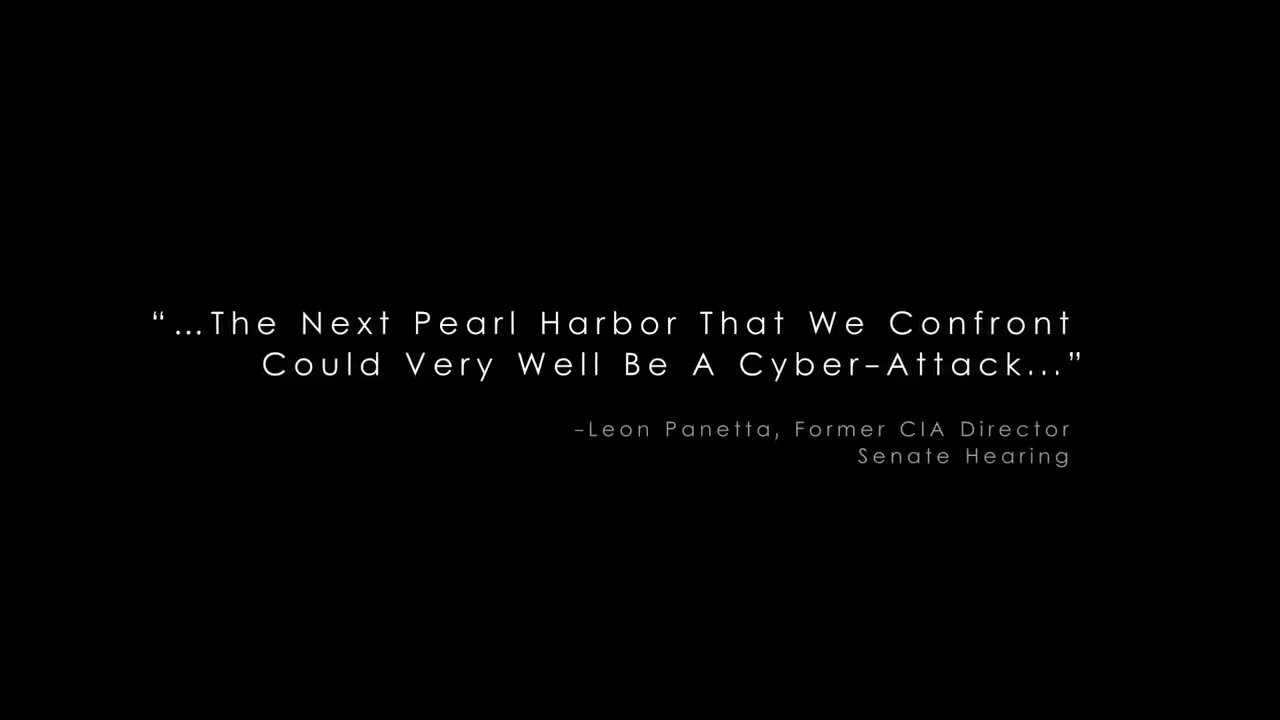 “...The Next Pearl Harbor That We Confront
Could Very Well Be A Cyber-Attack...”
-Leon Panetta, Former CIA Director
Senate Hearing